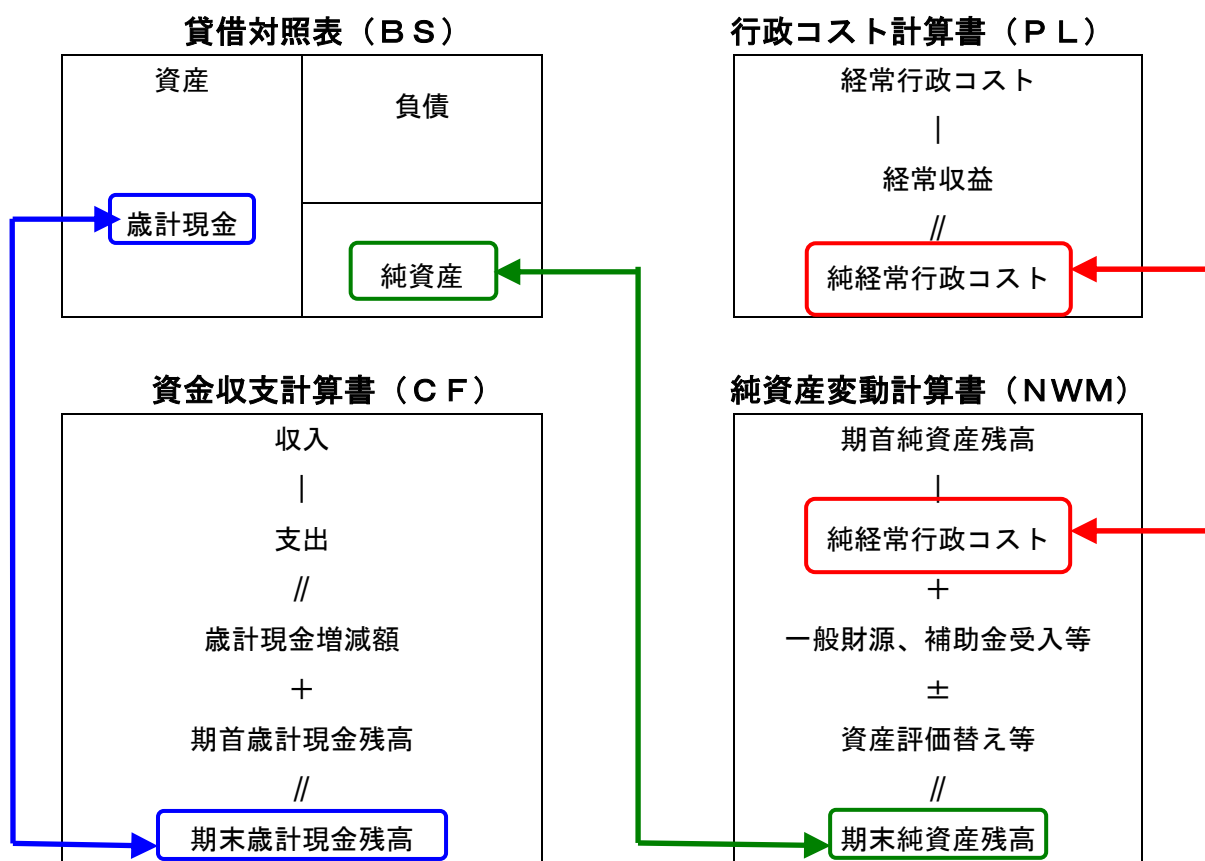 貸借対照表（ＢＳ）
資産
負債
歳計現金
純資産
行政コスト計算書（ＰＬ）
経常行政コスト
｜
経常収益
//
純経常行政コスト
資金収支計算書（ＣＦ）
収入
｜
支出
//
歳計現金増減額
＋
期首歳計現金残高
//
期末歳計現金残高
純資産変動計算書（ＮＷＭ）
期首純資産残高
｜
純経常行政コスト
＋
一般財源、補助金受入等
±
資産評価替え等
//
期末純資産残高